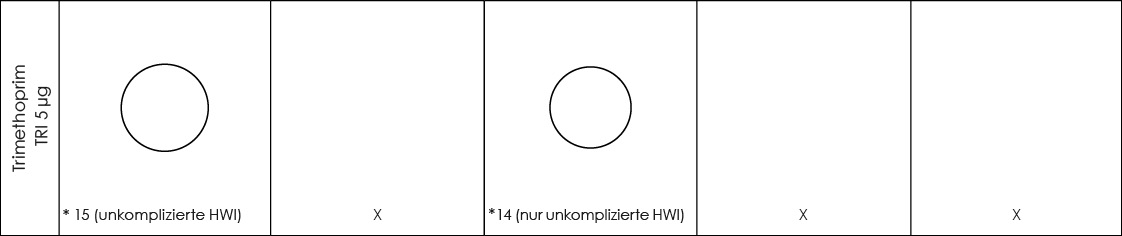 Trimethoprim
TRI 5 µg
* 15 (unkomplizierte HWI)
X
*14 (nur unkomplizierte HWI)
X
X